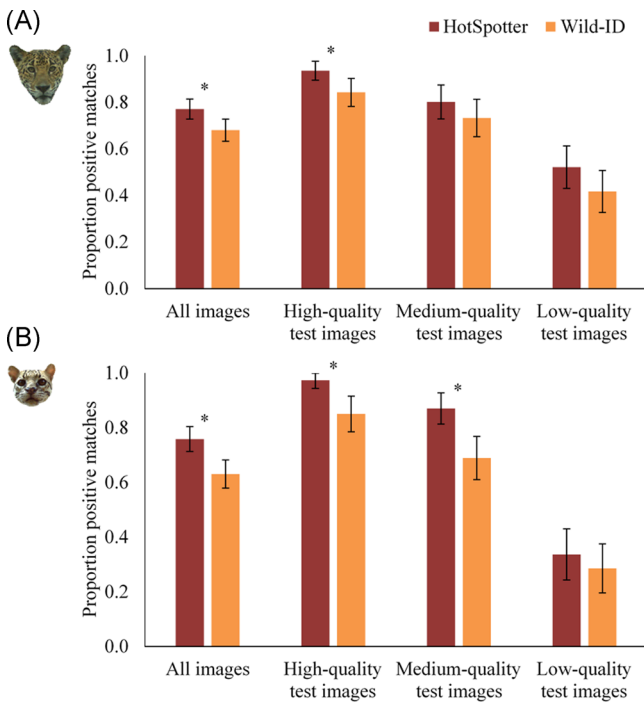 (A)
HotSpotter Wild-ID
Proportion positive matches
1.0
0.8
0.6
0.4
0.2
0.0
* *
All images High-quality test images Medium-quality test images Low-quality test images
(B)
Proportion positive matches
1.0
0.8
0.6
0.4
0.2
0.0
* * *
All images High-quality test images Medium-quality test images Low-quality test images